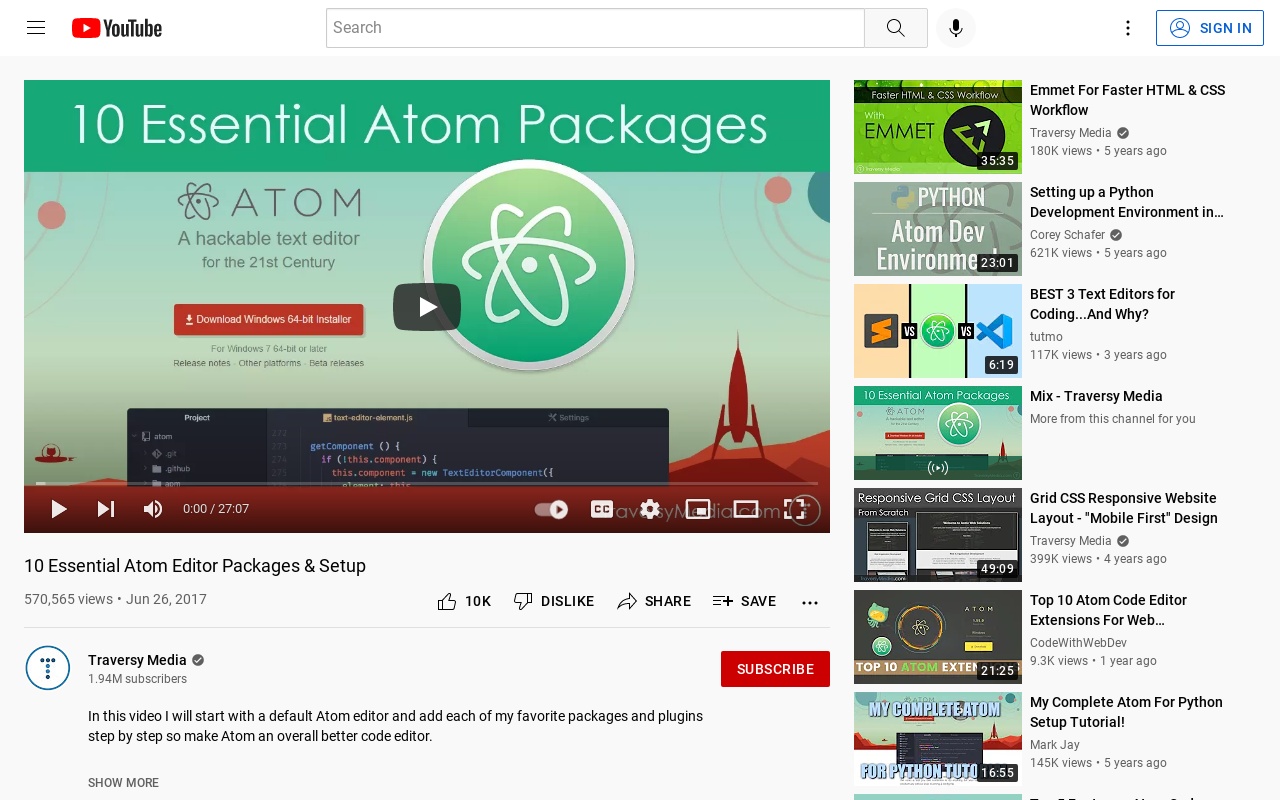 YouTube
Search
SIGN IN
10 Essential Atom Packages
ATOM
A hackable text editor
for the 21st Century
Download Windows 64-bit Installer
For Windows 7 64-bit or later
Release notes · Other platforms · Beta releases
Project
text-editor-element.js
Settings
atom
.git
.github
apm
272
273
274
275
getComponent () {
if (!this.component) {
this.component = new TextEditorComponent({
element: this
0:00 / 27:07
CC
TraversyMedia.com
10 Essential Atom Editor Packages & Setup
570,565 views • Jun 26, 2017
10K
DISLIKE
SHARE
SAVE
Traversy Media
1.94M subscribers
SUBSCRIBE
In this video I will start with a default Atom editor and add each of my favorite packages and plugins
step by step so make Atom an overall better code editor.
SHOW MORE
Faster HTML & CSS Workflow
With
EMMET
35:35
Emmet For Faster HTML & CSS
Workflow
Traversy Media
180K views • 5 years ago
PYTHON
Atom Dev
Environme
23:01
Setting up a Python
Development Environment in…
Corey Schafer
621K views • 5 years ago
VS
VS
6:19
BEST 3 Text Editors for
Coding...And Why?
tutmo
117K views • 3 years ago
10 Essential Atom Packages
ATOM
Mix - Traversy Media
More from this channel for you
Responsive Grid CSS Layout
From Scratch
TraversyMedia.com
49:09
Grid CSS Responsive Website
Layout - "Mobile First" Design
Traversy Media
399K views • 4 years ago
ATOM
TOP 10 ATOM EXTEN
21:25
Top 10 Atom Code Editor
Extensions For Web…
CodeWithWebDev
9.3K views • 1 year ago
ATOM
MY COMPLETE ATOM
FOR PYTHON TUTO
16:55
My Complete Atom For Python
Setup Tutorial!
Mark Jay
145K views • 5 years ago